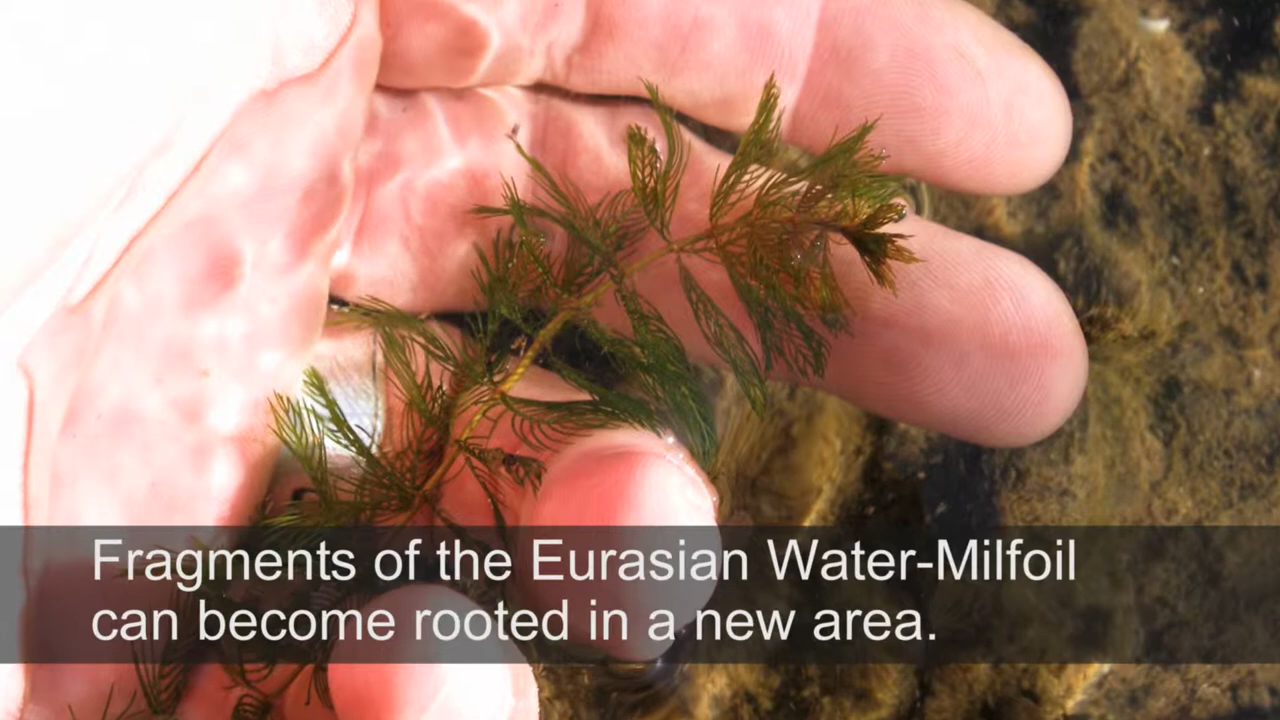 Fragments of the Eurasian Water-Milfoil
can become rooted in a new area.